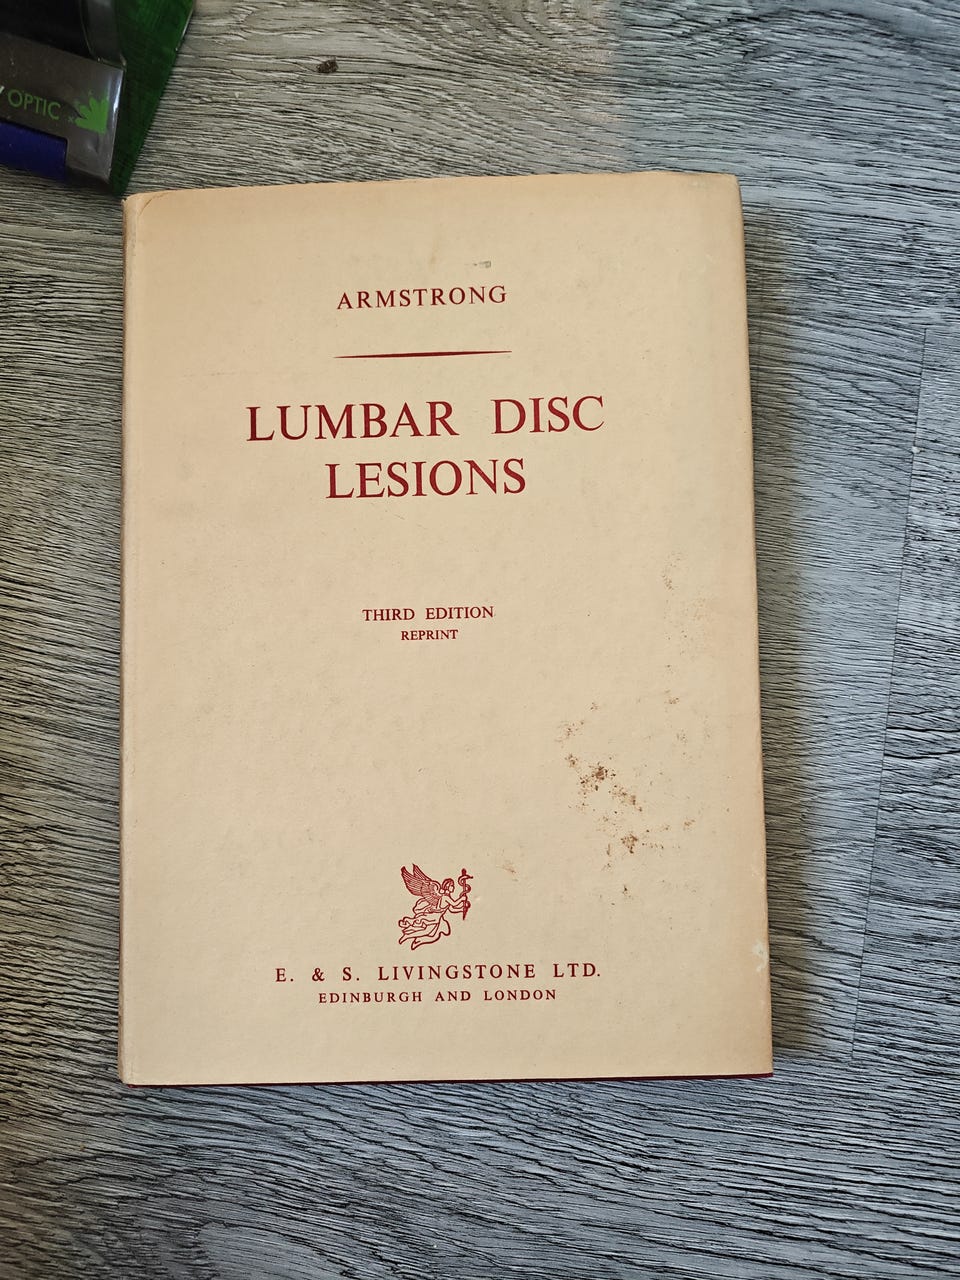 OPTIC
ARMSTRONG
LUMBAR DISC
LESIONS
THIRD EDITION
REPRINT
E. & S. LIVINGSTONE LTD.
EDINBURGH AND LONDON